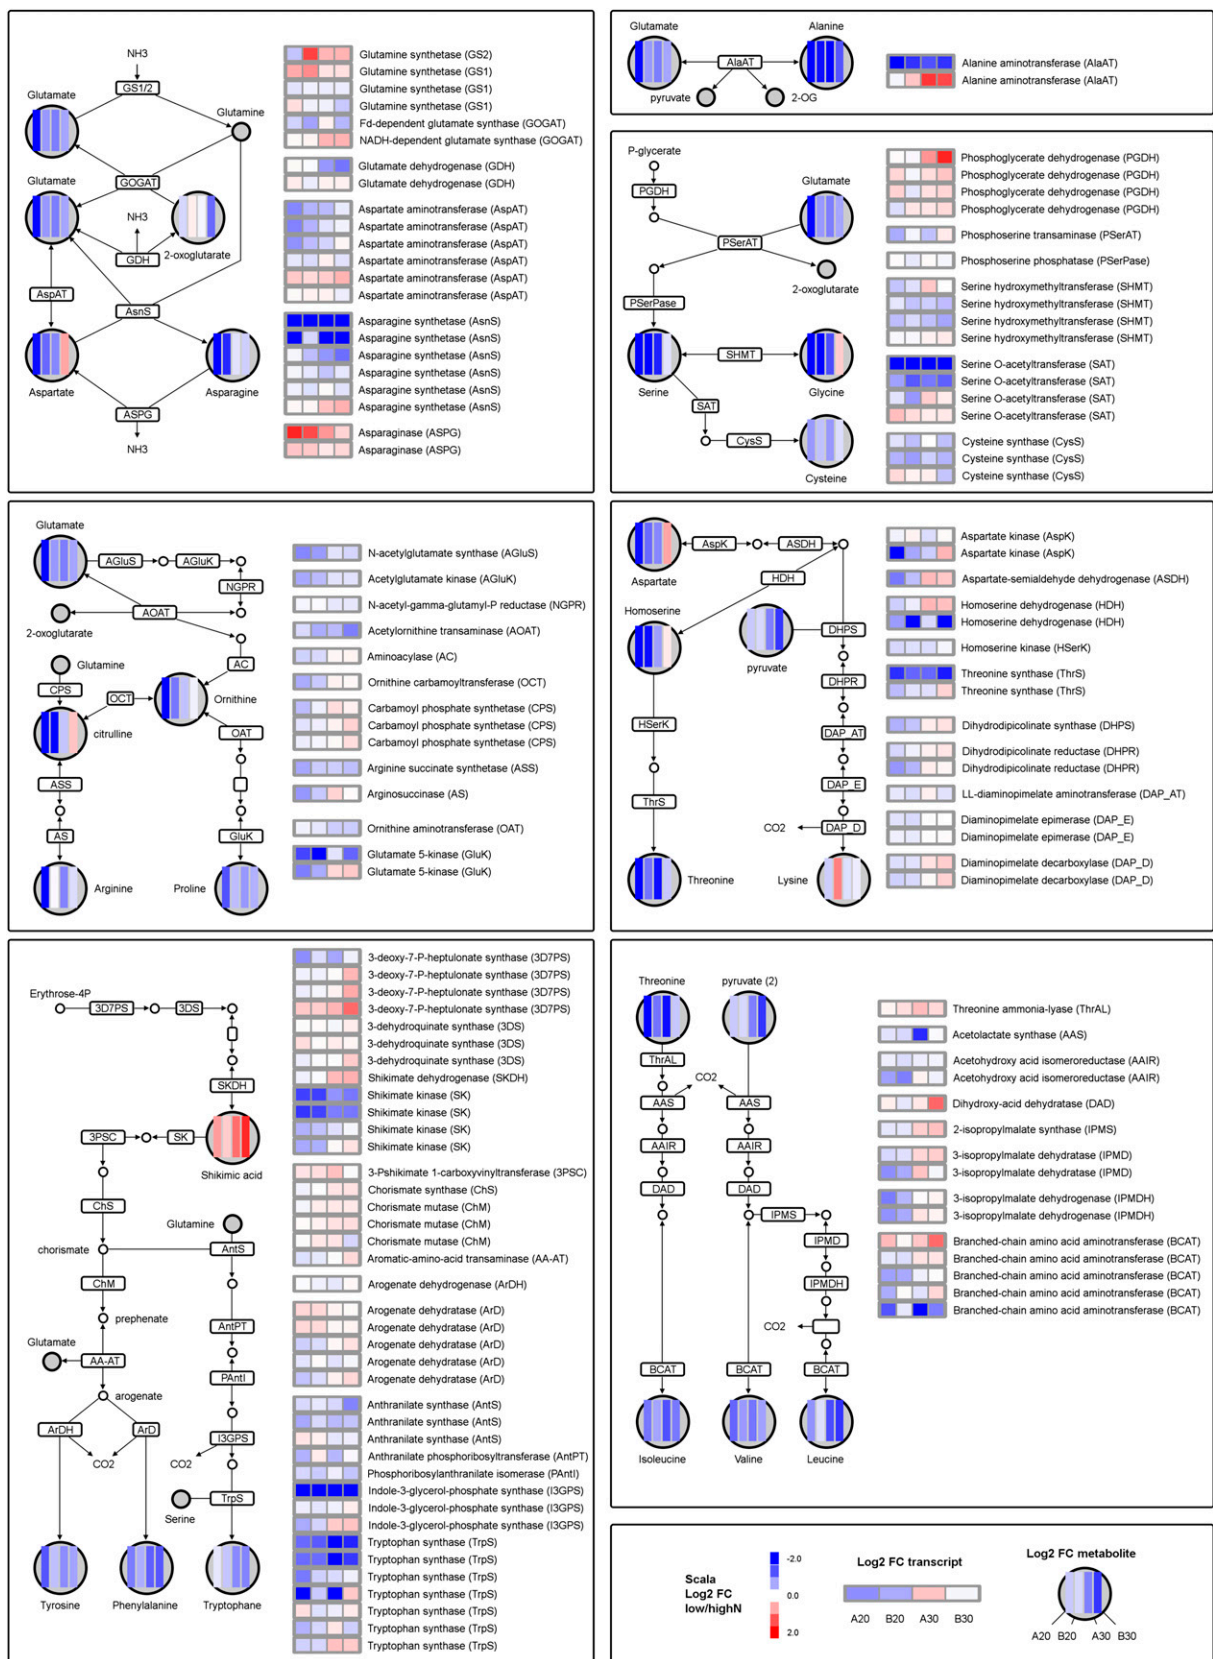 NH3
GS1/2
Glutamate
Glutamine
GOGAT
Glutamate
NH3
2-oxoglutarate
GDH
AspAT
AsnS
Aspartate
Asparagine
ASPG
NH3
Glutamine synthetase (GS2)
Glutamine synthetase (GS1)
Glutamine synthetase (GS1)
Glutamine synthetase (GS1)
Fd-dependent glutamate synthase (GOGAT)
NADH-dependent glutamate synthase (GOGAT)
Glutamate dehydrogenase (GDH)
Glutamate dehydrogenase (GDH)
Aspartate aminotransferase (AspAT)
Aspartate aminotransferase (AspAT)
Aspartate aminotransferase (AspAT)
Aspartate aminotransferase (AspAT)
Aspartate aminotransferase (AspAT)
Aspartate aminotransferase (AspAT)
Asparagine synthetase (AsnS)
Asparagine synthetase (AsnS)
Asparagine synthetase (AsnS)
Asparagine synthetase (AsnS)
Asparagine synthetase (AsnS)
Asparagine synthetase (AsnS)
Asparaginase (ASPG)
Asparaginase (ASPG)
Glutamate
Alanine
AlaAT
pyruvate
2-OG
Alanine aminotransferase (AlaAT)
Alanine aminotransferase (AlaAT)
P-glycerate
PGDH
Glutamate
PSerAT
2-oxoglutarate
PSerPase
SHMT
Serine
Glycine
SAT
CysS
Cysteine
Phosphoglycerate dehydrogenase (PGDH)
Phosphoglycerate dehydrogenase (PGDH)
Phosphoglycerate dehydrogenase (PGDH)
Phosphoglycerate dehydrogenase (PGDH)
Phosphoserine transaminase (PSerAT)
Phosphoserine phosphatase (PSerPase)
Serine hydroxymethyltransferase (SHMT)
Serine hydroxymethyltransferase (SHMT)
Serine hydroxymethyltransferase (SHMT)
Serine hydroxymethyltransferase (SHMT)
Serine O-acetyltransferase (SAT)
Serine O-acetyltransferase (SAT)
Serine O-acetyltransferase (SAT)
Serine O-acetyltransferase (SAT)
Cysteine synthase (CysS)
Cysteine synthase (CysS)
Cysteine synthase (CysS)
Glutamate
AGluS
AGluK
NGPR
AOAT
2-oxoglutarate
AC
Glutamine
CPS
OCT
Ornithine
citrulline
OAT
ASS
AS
GluK
Arginine
Proline
N-acetylglutamate synthase (AGluS)
Acetylglutamate kinase (AGluK)
N-acetyl-gamma-glutamyl-P reductase (NGPR)
Acetylornithine transaminase (AOAT)
Aminoacylase (AC)
Ornithine carbamoyltransferase (OCT)
Carbamoyl phosphate synthetase (CPS)
Carbamoyl phosphate synthetase (CPS)
Carbamoyl phosphate synthetase (CPS)
Arginine succinate synthetase (ASS)
Arginosuccinase (AS)
Ornithine aminotransferase (OAT)
Glutamate 5-kinase (GluK)
Glutamate 5-kinase (GluK)
AspK
ASDH
Aspartate
HDH
Homoserine
pyruvate
DHPS
DHPR
HSerK
DAP_AT
DAP_E
ThrS
CO2
DAP_D
Threonine
Lysine
Aspartate kinase (AspK)
Aspartate kinase (AspK)
Aspartate-semialdehyde dehydrogenase (ASDH)
Homoserine dehydrogenase (HDH)
Homoserine dehydrogenase (HDH)
Homoserine kinase (HSerK)
Threonine synthase (ThrS)
Threonine synthase (ThrS)
Dihydrodipicolinate synthase (DHPS)
Dihydrodipicolinate reductase (DHPR)
Dihydrodipicolinate reductase (DHPR)
LL-diaminopimelate aminotransferase (DAP_AT)
Diaminopimelate epimerase (DAP_E)
Diaminopimelate epimerase (DAP_E)
Diaminopimelate decarboxylase (DAP_D)
Diaminopimelate decarboxylase (DAP_D)
Erythrose-4P
3D7PS
3DS
SKDH
3PSC
SK
Shikimic acid
ChS
Glutamine
chorismate
AntS
ChM
prephenate
AntPT
Glutamate
AA-AT
PAntI
arogenate
ArDH
ArD
I3GPS
CO2
CO2
TrpS
Serine
Tyrosine
Phenylalanine
Tryptophane
3-deoxy-7-P-heptulonate synthase (3D7PS)
3-deoxy-7-P-heptulonate synthase (3D7PS)
3-deoxy-7-P-heptulonate synthase (3D7PS)
3-deoxy-7-P-heptulonate synthase (3D7PS)
3-dehydroquinate synthase (3DS)
3-dehydroquinate synthase (3DS)
3-dehydroquinate synthase (3DS)
Shikimate dehydrogenase (SKDH)
Shikimate kinase (SK)
Shikimate kinase (SK)
Shikimate kinase (SK)
Shikimate kinase (SK)
3-Pshikimate 1-carboxyvinyltransferase (3PSC)
Chorismate synthase (ChS)
Chorismate mutase (ChM)
Chorismate mutase (ChM)
Chorismate mutase (ChM)
Aromatic-amino-acid transaminase (AA-AT)
Arogenate dehydrogenase (ArDH)
Arogenate dehydratase (ArD)
Arogenate dehydratase (ArD)
Arogenate dehydratase (ArD)
Arogenate dehydratase (ArD)
Arogenate dehydratase (ArD)
Anthranilate synthase (AntS)
Anthranilate synthase (AntS)
Anthranilate synthase (AntS)
Anthranilate phosphoribosyltransferase (AntPT)
Phosphoribosylanthranilate isomerase (PAntI)
Indole-3-glycerol-phosphate synthase (I3GPS)
Indole-3-glycerol-phosphate synthase (I3GPS)
Indole-3-glycerol-phosphate synthase (I3GPS)
Tryptophan synthase (TrpS)
Tryptophan synthase (TrpS)
Tryptophan synthase (TrpS)
Tryptophan synthase (TrpS)
Tryptophan synthase (TrpS)
Tryptophan synthase (TrpS)
Tryptophan synthase (TrpS)
Threonine
pyruvate (2)
ThrAL
CO2
AAS
AAS
AAIR
AAIR
DAD
DAD
IPMS
IPMD
IPMDH
CO2
BCAT
BCAT
BCAT
Isoleucine
Valine
Leucine
Threonine ammonia-lyase (ThrAL)
Acetolactate synthase (AAS)
Acetohydroxy acid isomeroreductase (AAIR)
Acetohydroxy acid isomeroreductase (AAIR)
Dihydroxy-acid dehydratase (DAD)
2-isopropylmalate synthase (IPMS)
3-isopropylmalate dehydratase (IPMD)
3-isopropylmalate dehydratase (IPMD)
3-isopropylmalate dehydrogenase (IPMDH)
3-isopropylmalate dehydrogenase (IPMDH)
Branched-chain amino acid aminotransferase (BCAT)
Branched-chain amino acid aminotransferase (BCAT)
Branched-chain amino acid aminotransferase (BCAT)
Branched-chain amino acid aminotransferase (BCAT)
Branched-chain amino acid aminotransferase (BCAT)
Scala
Log2 FC
low/highN
-2.0
0.0
2.0
Log2 FC transcript
A20 B20 A30 B30
Log2 FC metabolite
A20 B20 A30 B30